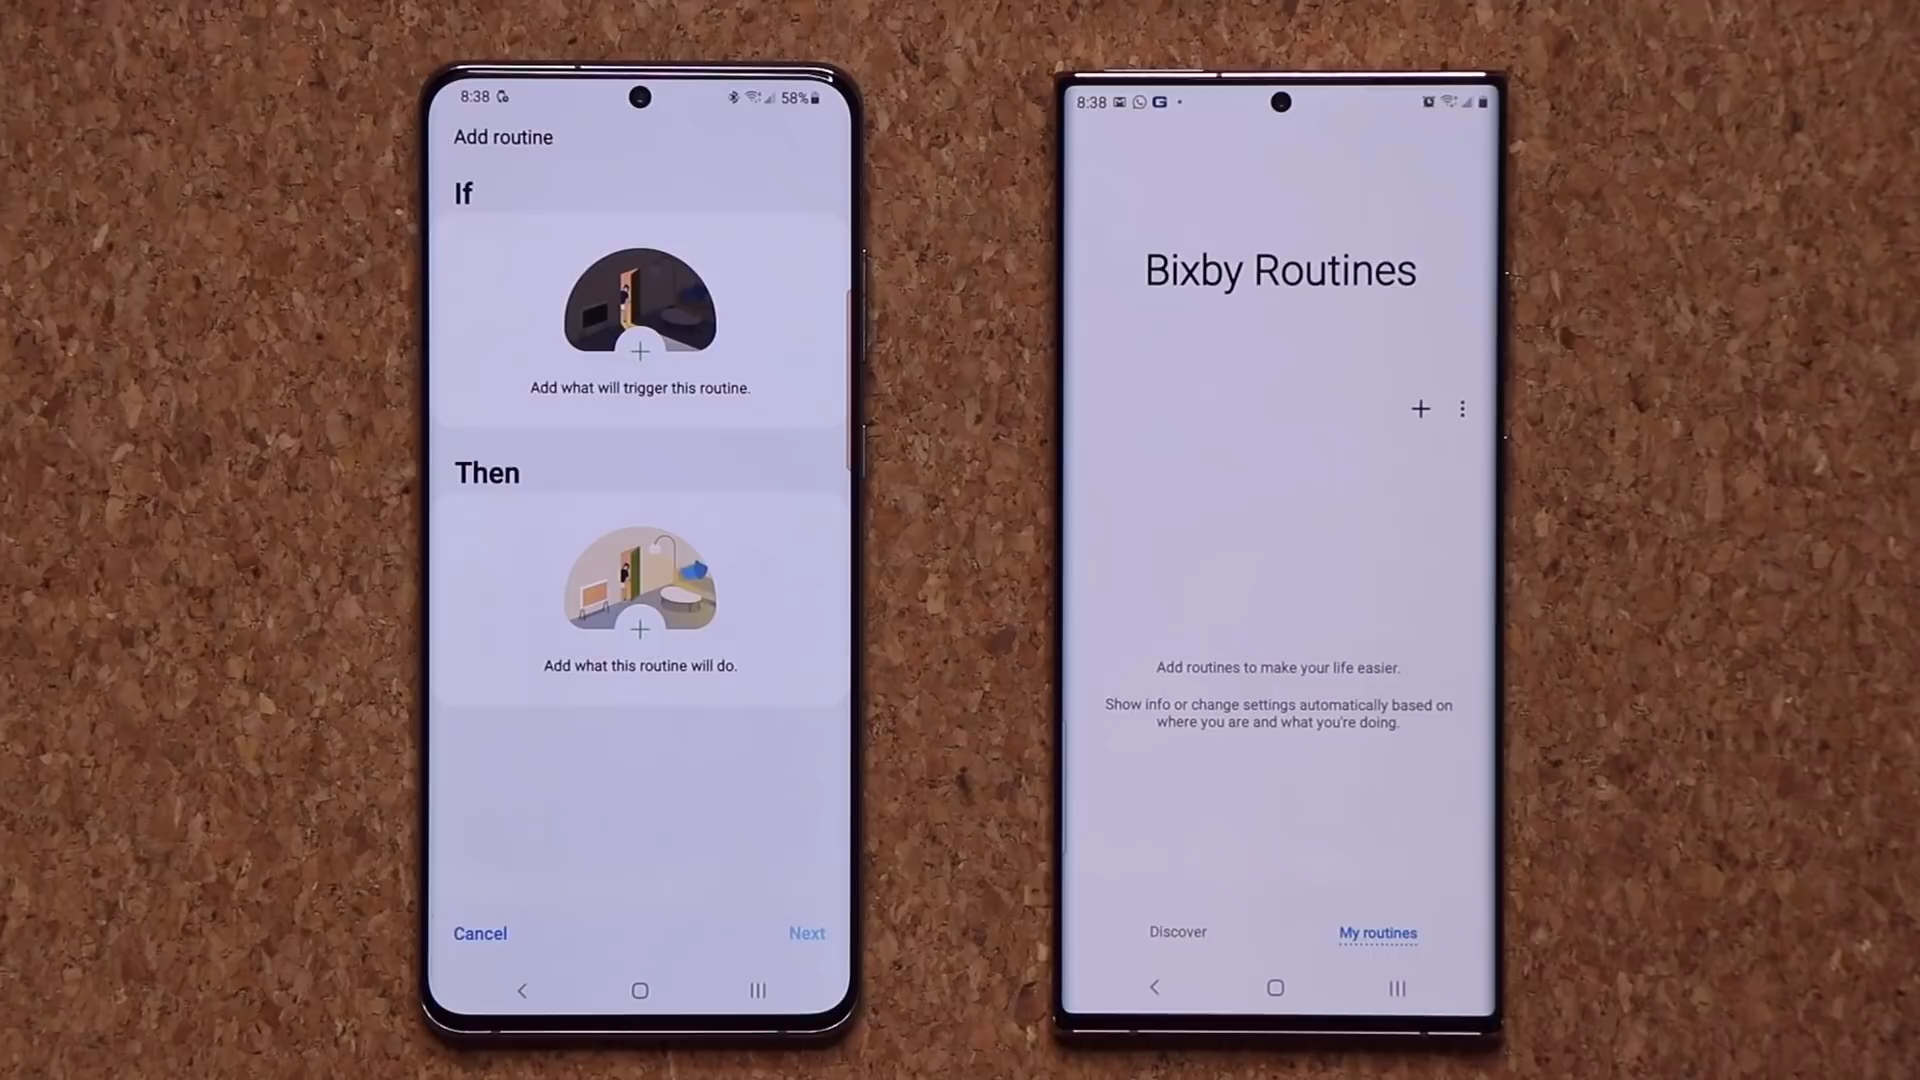 8:38
58%
Add routine
If
Add what will trigger this routine.
Then
Add what this routine will do.
Cancel
Next
8:38
G
Bixby Routines
Add routines to make your life easier.
Show info or change settings automatically based on
where you are and what you're doing.
Discover
My routines